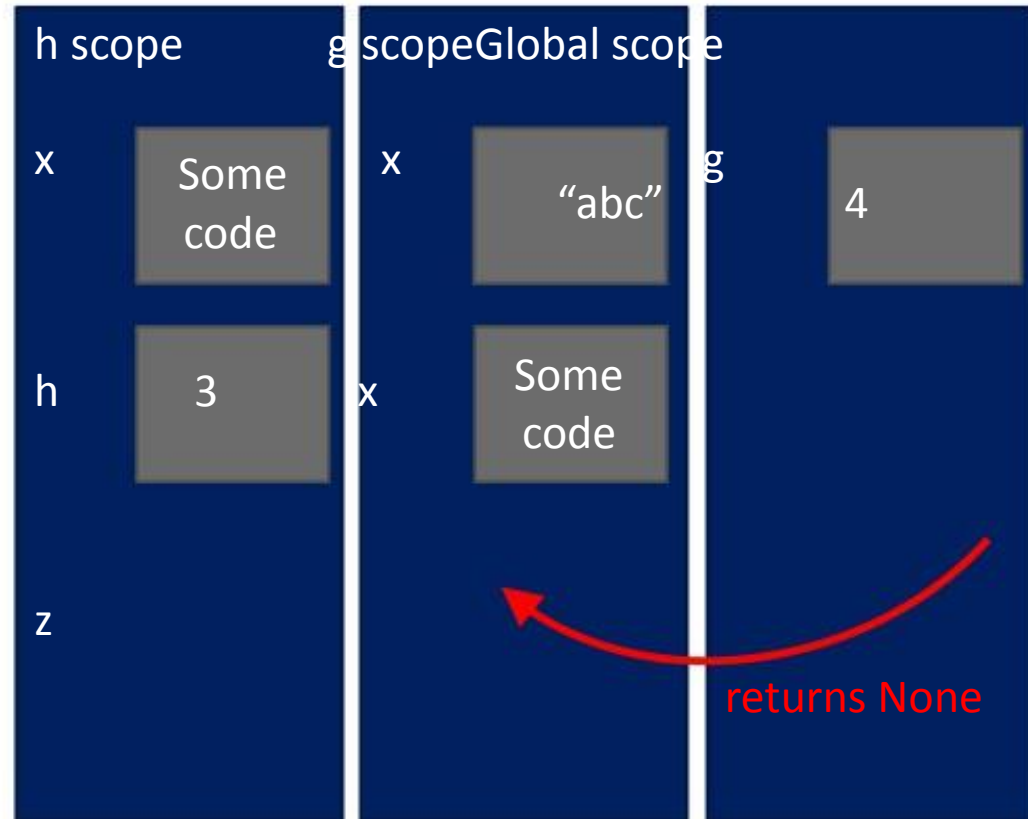 h scope g scopeGlobal scope
x Some code x “abc” g 4
h 3 x Some code
z
returns None